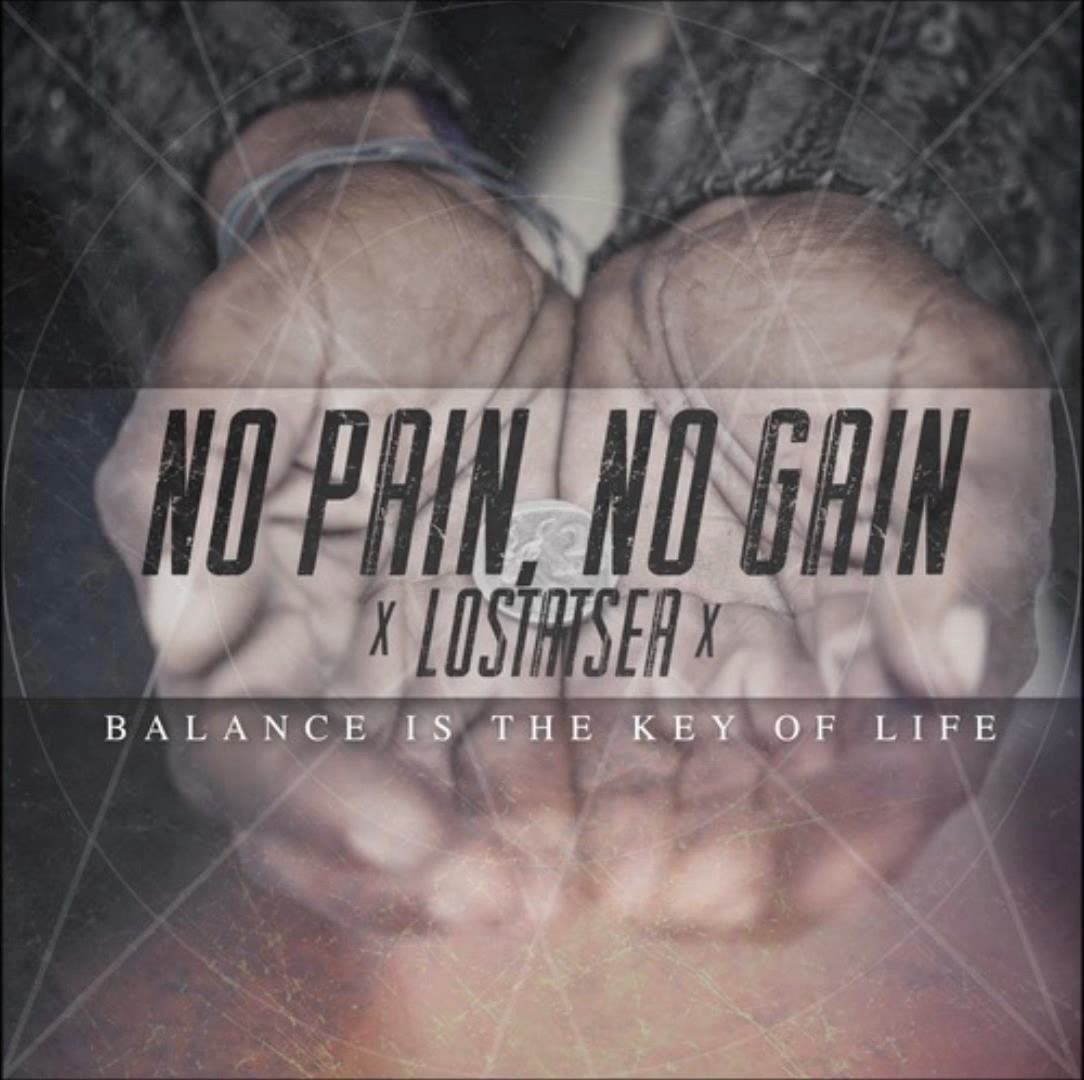 NO PAIN, NO GAIN
X LOSTATSEA X
BALANCE IS THE KEY OF LIFE